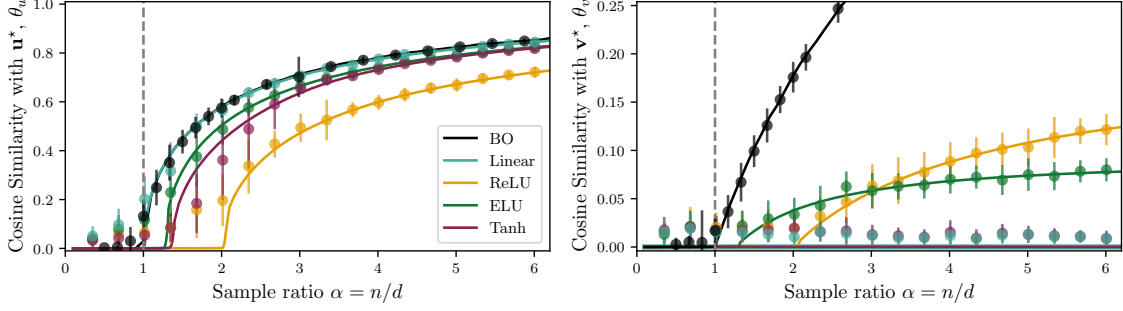 Cosine Similarity with u⋆, θu
1.0
0.8
0.6
0.4
0.2
0.0
0
1
2
3
4
5
6
Sample ratio α = n/d
BO
Linear
ReLU
ELU
Tanh
Cosine Similarity with v⋆, θv
0.25
0.20
0.15
0.10
0.05
0.00
0
1
2
3
4
5
6
Sample ratio α = n/d